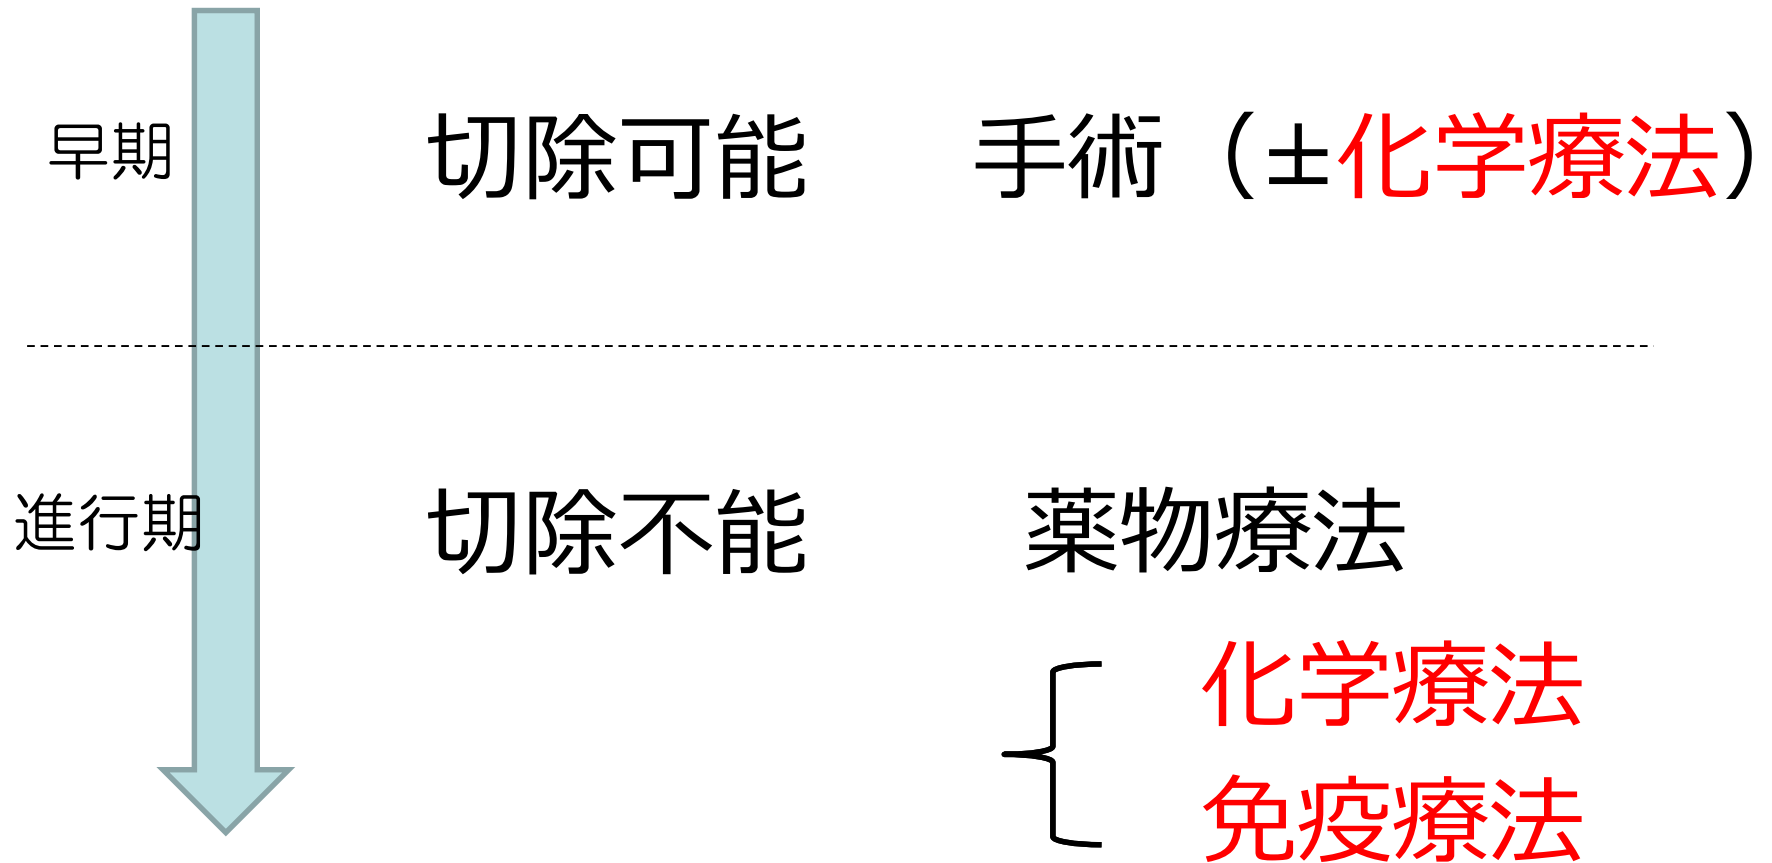 早期 切除可能 手術（±化学療法）
進行期 切除不能 薬物療法
化学療法
免疫療法